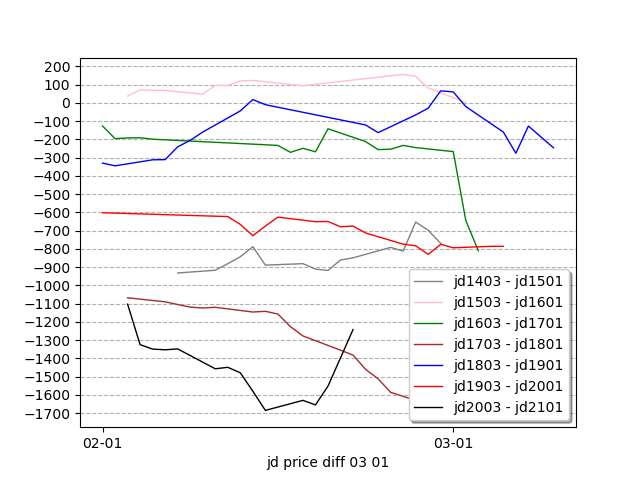 200
100
0
−100
−200
−300
−400
−500
−600
−700
−800
−900
−1000
−1100
−1200
−1300
−1400
−1500
−1600
−1700
jd1403 - jd1501
jd1503 - jd1601
jd1603 - jd1701
jd1703 - jd1801
jd1803 - jd1901
jd1903 - jd2001
jd2003 - jd2101
02-01 03-01
jd price diff 03 01